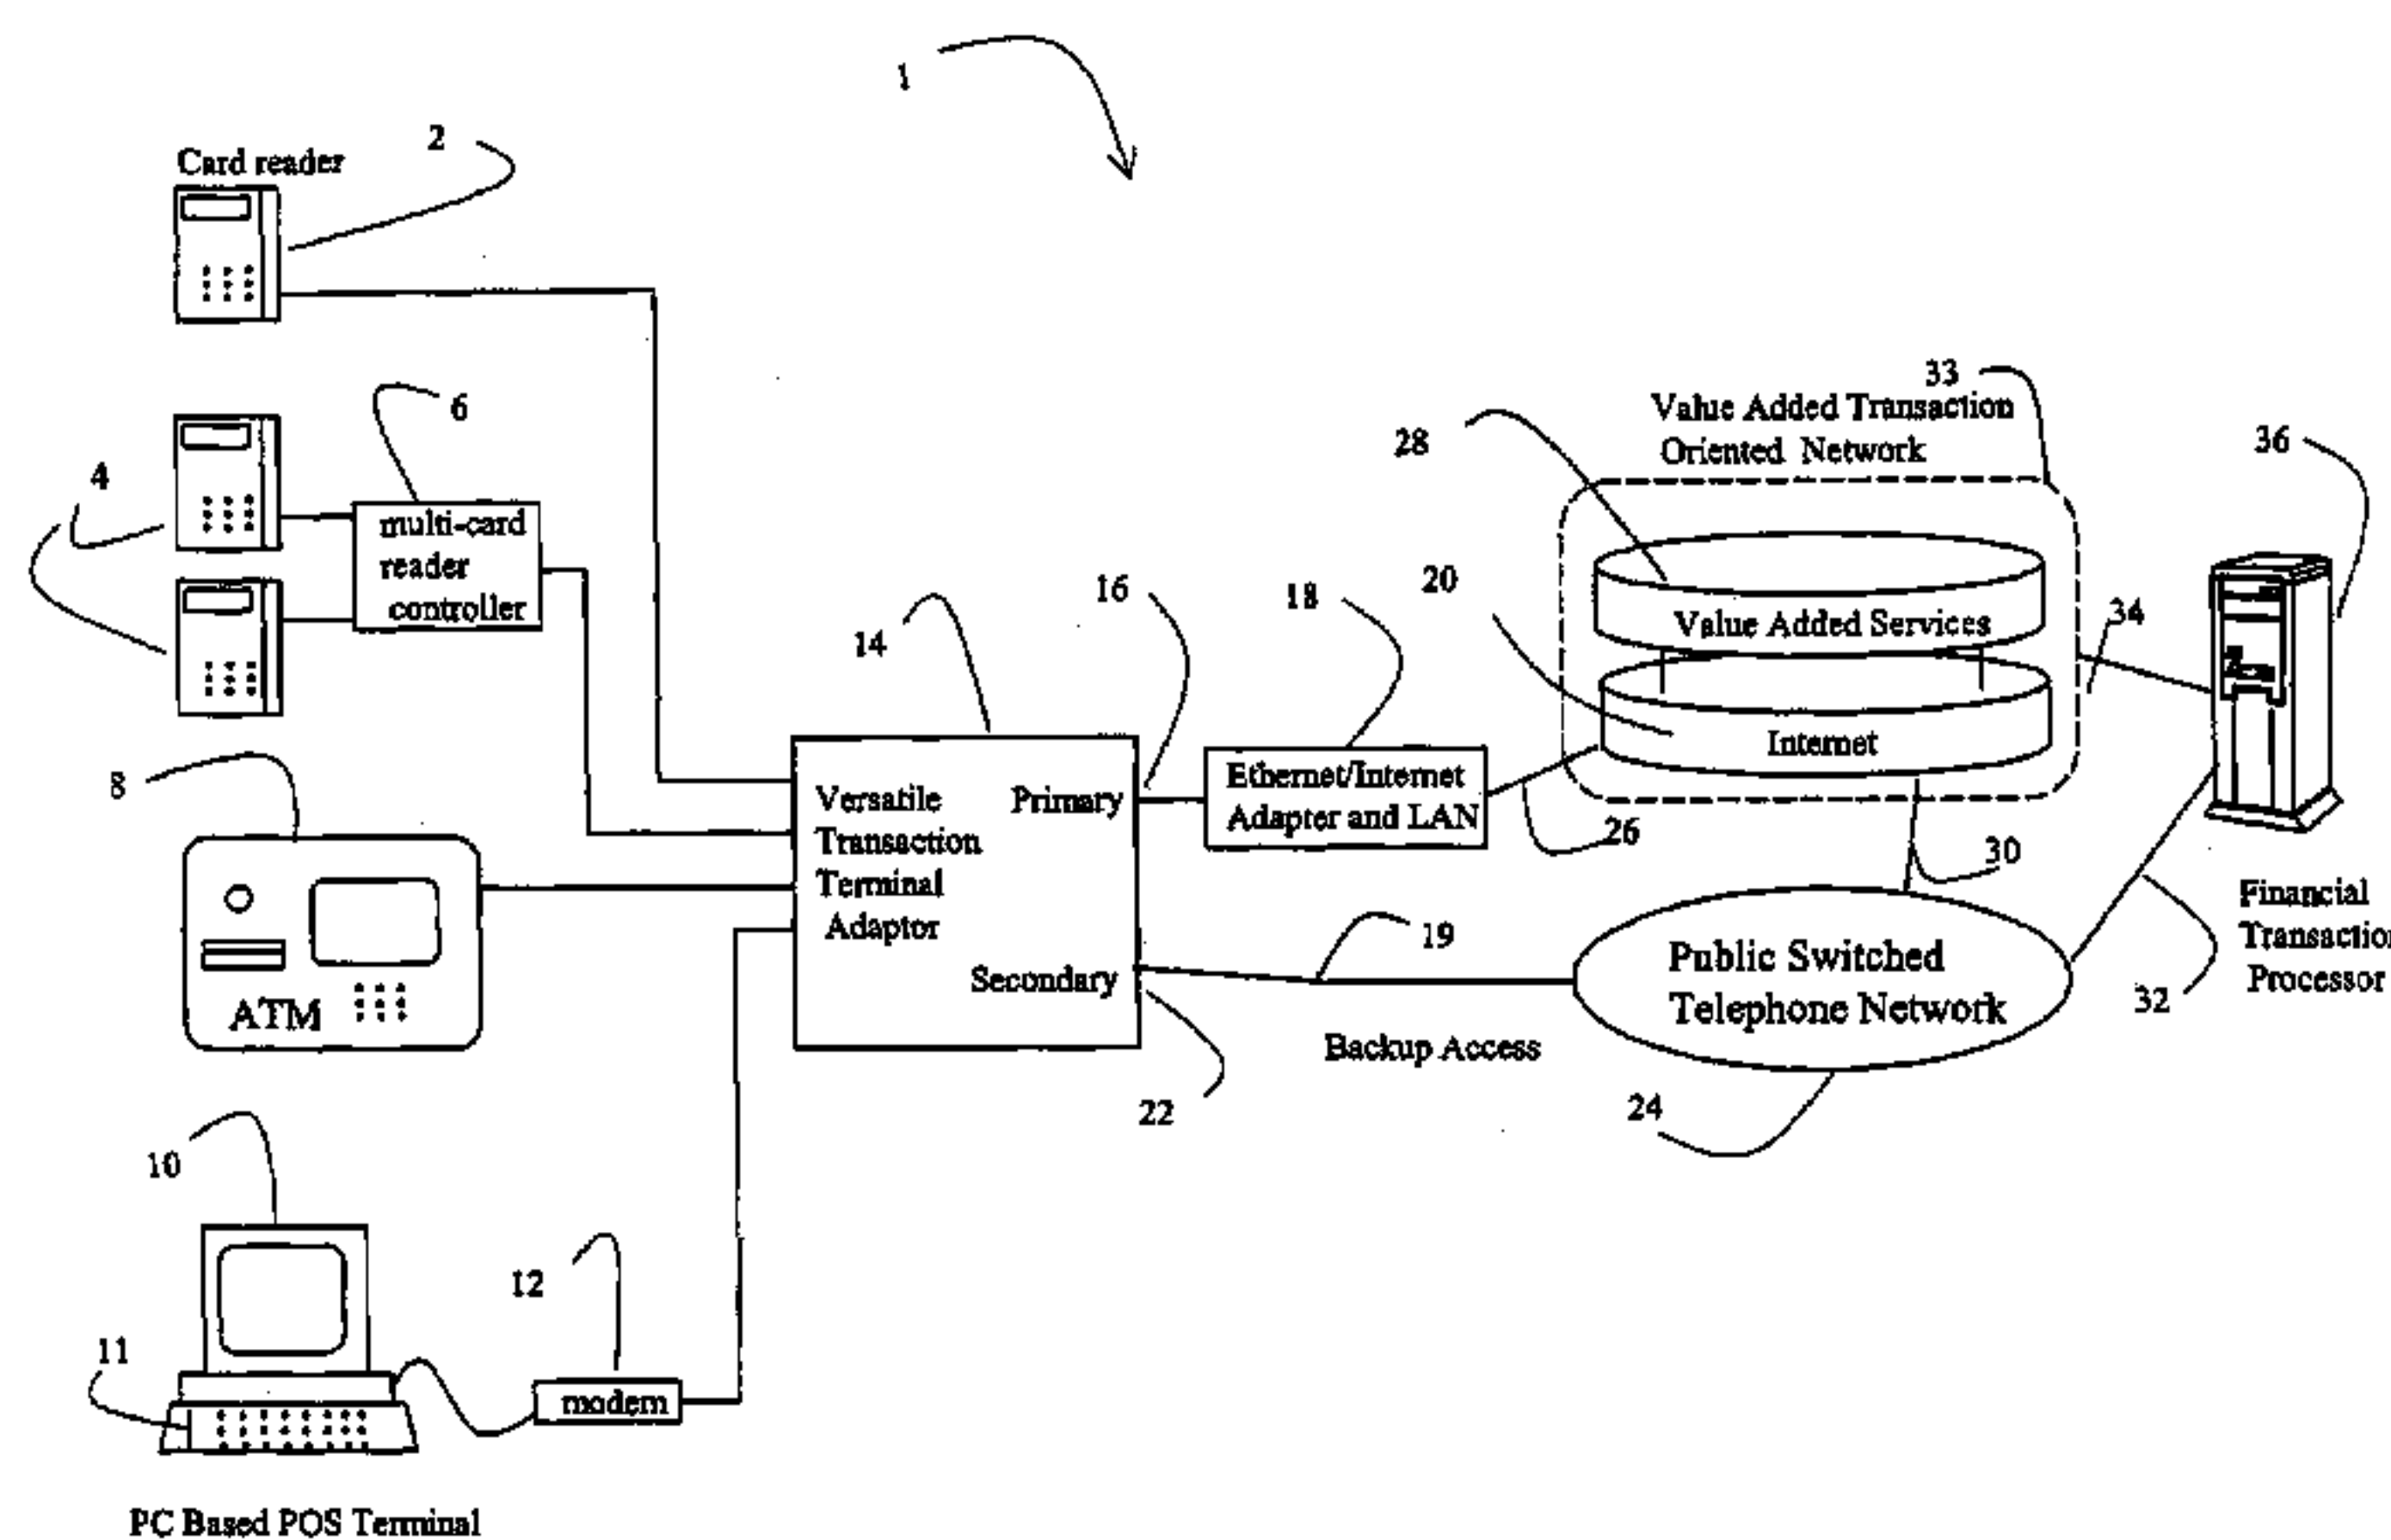 1
2
Card reader
33
Value Added Transaction
Oriented Network
28
36
6
4
multi-card
reader
controller
20
16
18
34
14
Value Added Services
Internet
8
Versatile
Transaction
Terminal
Adaptor
Primary
Secondary
Ethernet/Internet
Adapter and LAN
26
30
19
Public Switched
Telephone Network
Financial
Transaction
Processor
32
ATM
Backup Access
22
24
10
12
11
modem
PC Based POS Terminal